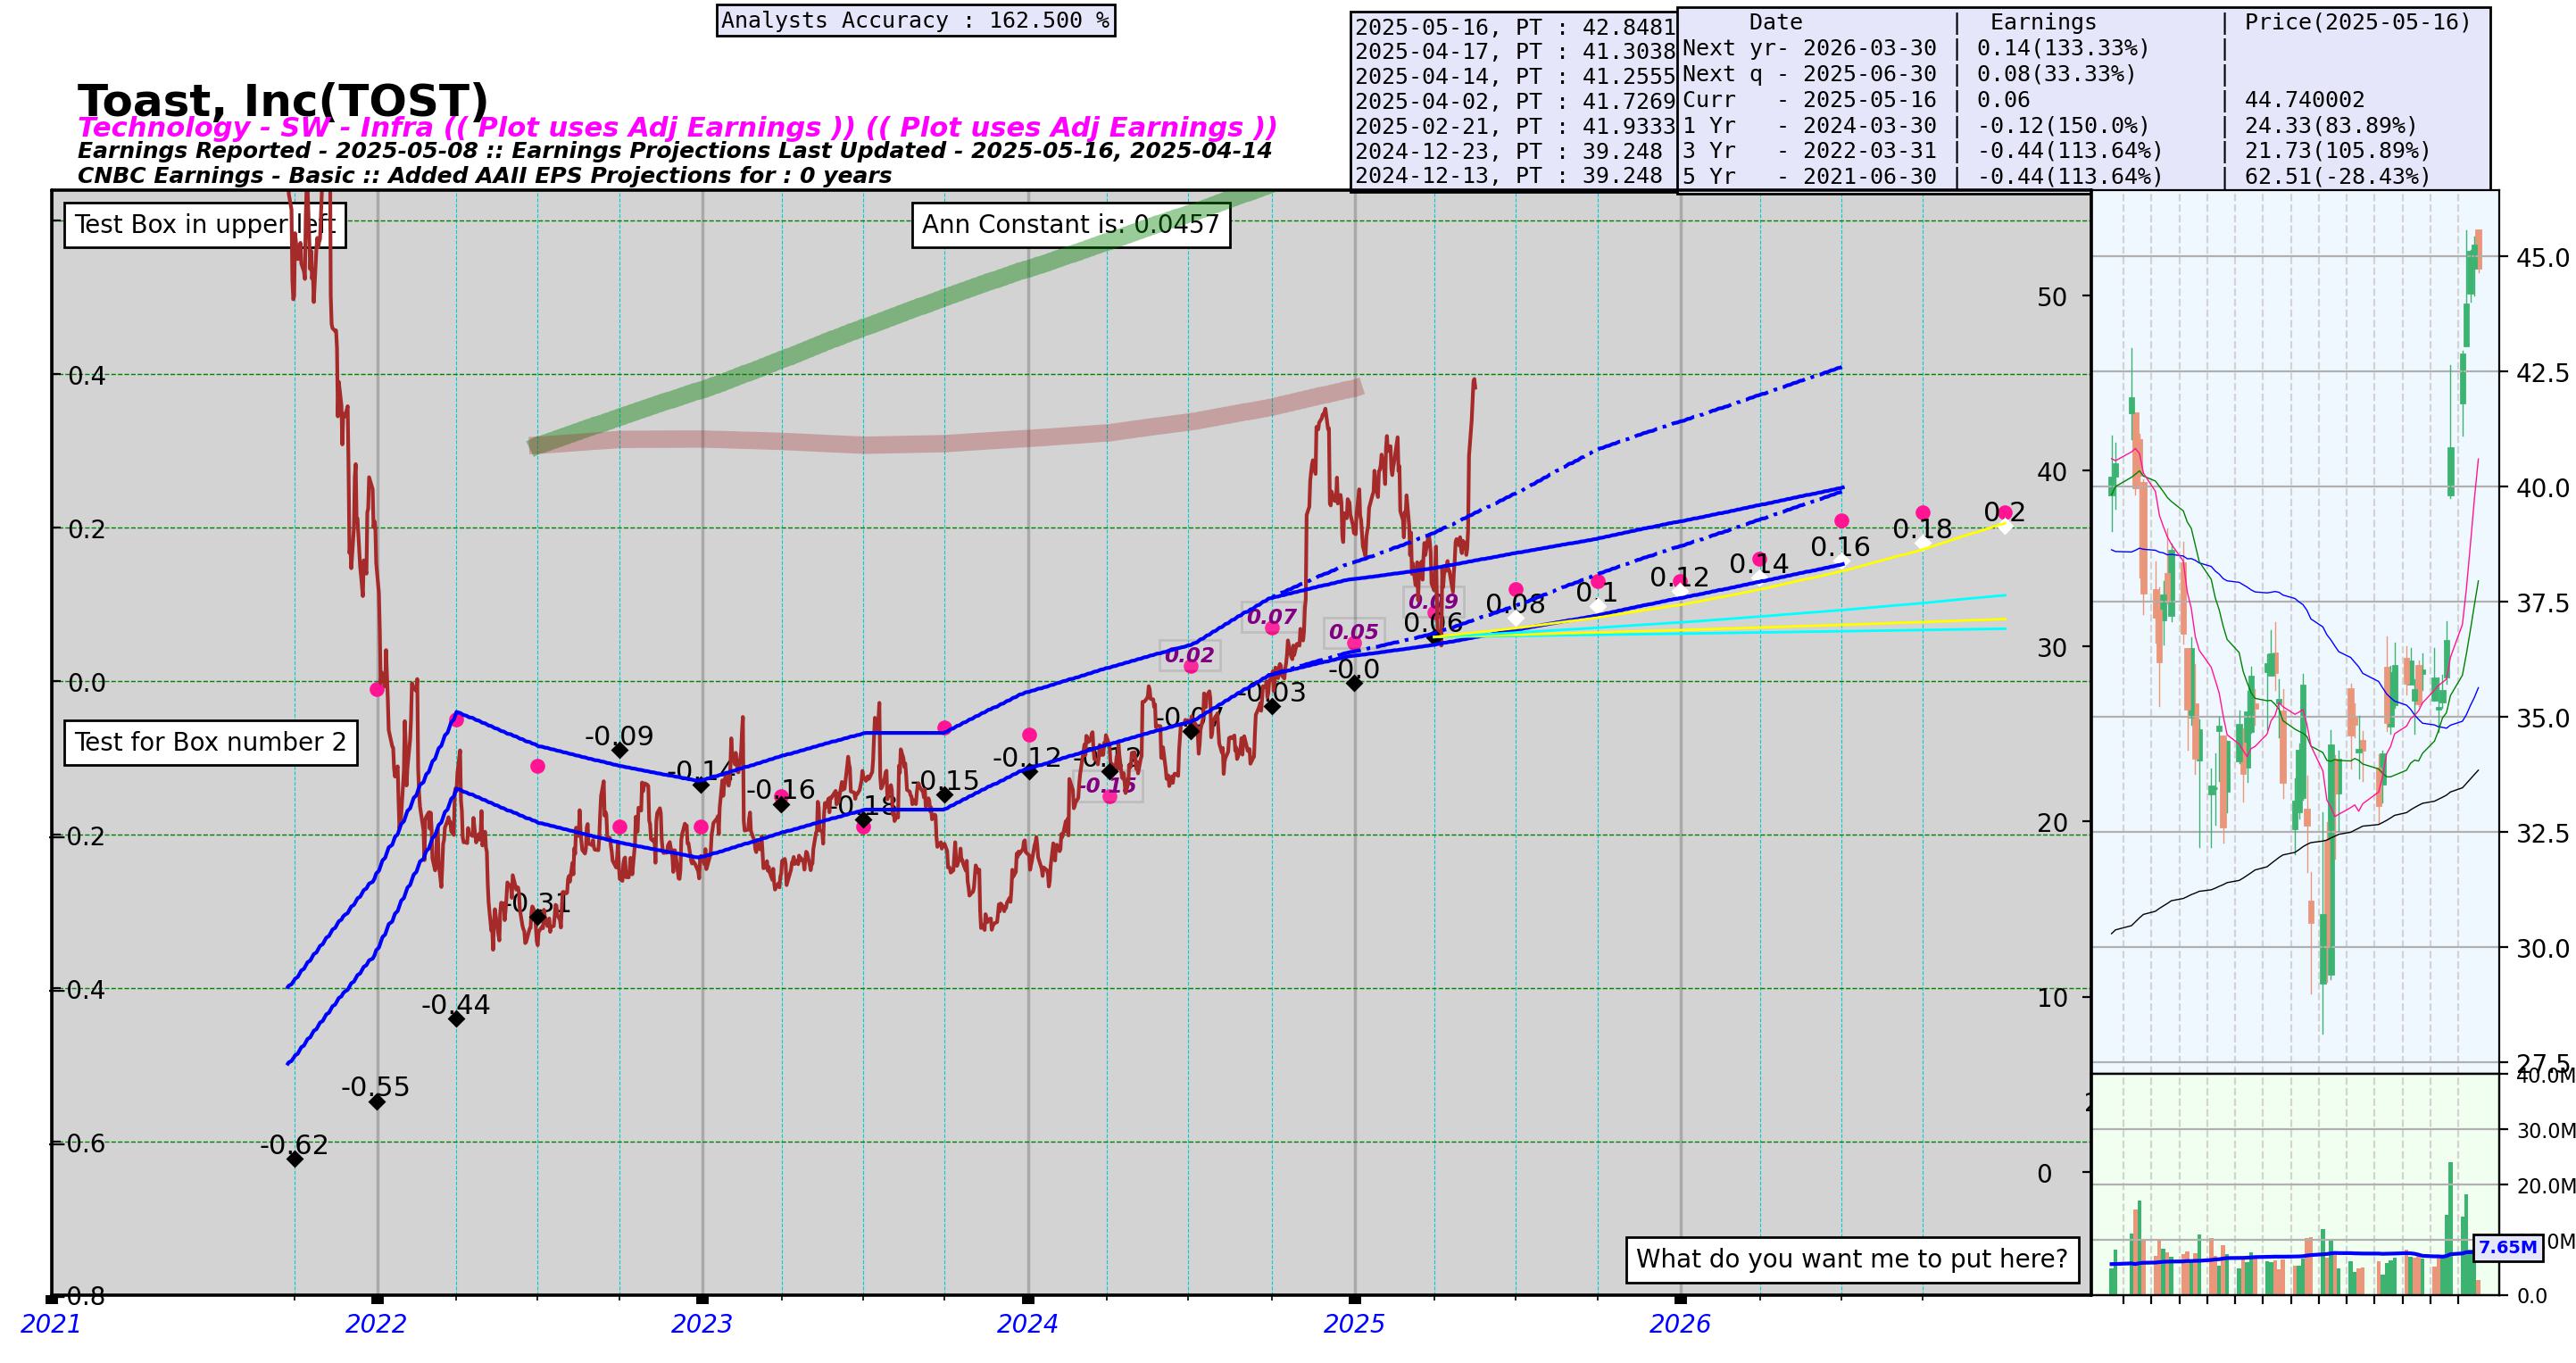 Analysts Accuracy : 162.500 %
2025-05-16, PT : 42.8481
2025-04-17, PT : 41.3038
2025-04-14, PT : 41.2555
2025-04-02, PT : 41.7269
2025-02-21, PT : 41.9333
2024-12-23, PT : 39.248
2024-12-13, PT : 39.248
Date | Earnings | Price(2025-05-16)
Next yr- 2026-03-30 | 0.14(133.33%) |
Next q - 2025-06-30 | 0.08(33.33%) |
Curr - 2025-05-16 | 0.06 | 44.740002
1 Yr - 2024-03-30 | -0.12(150.0%) | 24.33(83.89%)
3 Yr - 2022-03-31 | -0.44(113.64%) | 21.73(105.89%)
5 Yr - 2021-06-30 | -0.44(113.64%) | 62.51(-28.43%)
Toast, Inc(TOST)
Technology - SW - Infra (( Plot uses Adj Earnings )) (( Plot uses Adj Earnings ))
Earnings Reported - 2025-05-08 :: Earnings Projections Last Updated - 2025-05-16, 2025-04-14
CNBC Earnings - Basic :: Added AAII EPS Projections for : 0 years
Test Box in upper left
Ann Constant is: 0.0457
Test for Box number 2
What do you want me to put here?
0.4
0.2
0.0
-0.2
-0.4
-0.6
-0.8
-0.62
-0.55
-0.44
-0.31
-0.09
-0.14
-0.16
-0.18
-0.15
-0.12
-0.12
-0.15
-0.07
0.02
-0.03
0.07
-0.0
0.05
0.06
0.09
0.08
0.1
0.12
0.14
0.16
0.18
0.2
50
40
30
20
10
0
45.0
42.5
40.0
37.5
35.0
32.5
30.0
27.5
40.0M
30.0M
20.0M
7.65M
0.0
2021
2022
2023
2024
2025
2026